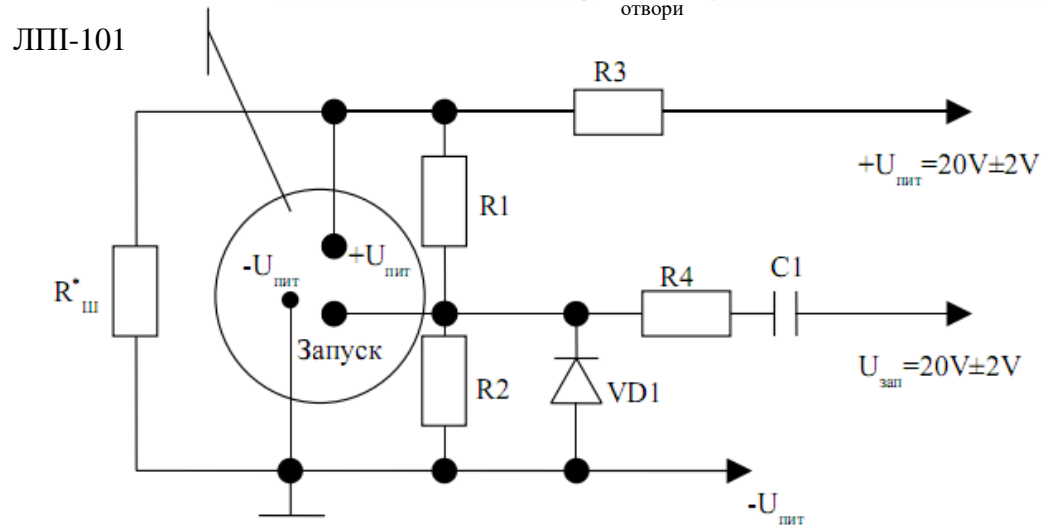 отвори
ЛПІ-101
R3
+Uпит=20V±2V
R1
-Uпит
+Uпит
R*Ш
R4
C1
Запуск
Uзап=20V±2V
R2
VD1
-Uпит